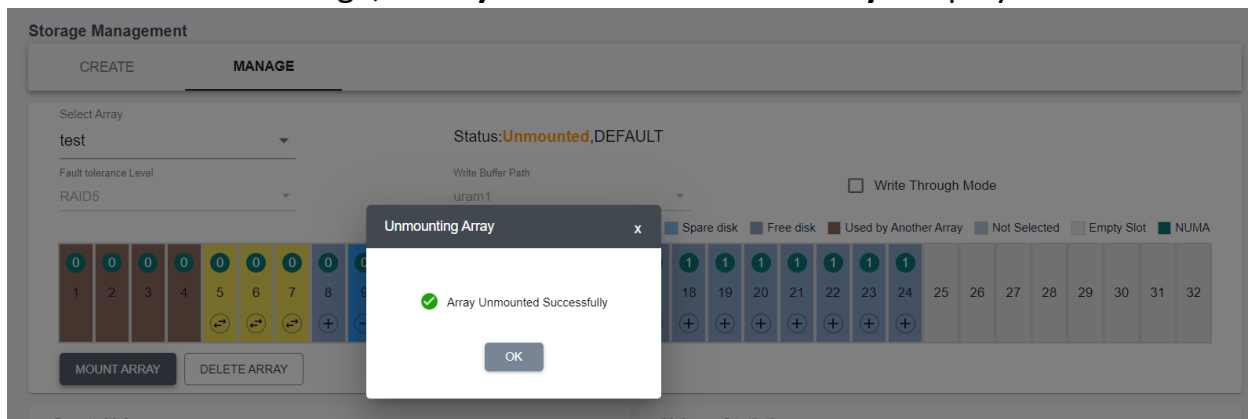 Storage Management
CREATE MANAGE
Select Array
test
Status:Unmounted,DEFAULT
Fault tolerance Level
Write Buffer Path
RAID5
uram1
Write Through Mode
Unmounting Array x
Spare disk Free disk Used by Another Array Not Selected Empty Slot NUMA
0 0 0 0 0 0 0 0 1 1 1 1 1 1 1
1 2 3 4 5 6 7 8 18 19 20 21 22 23 24 25 26 27 28 29 30 31 32
Array Unmounted Successfully
OK
MOUNT ARRAY DELETE ARRAY